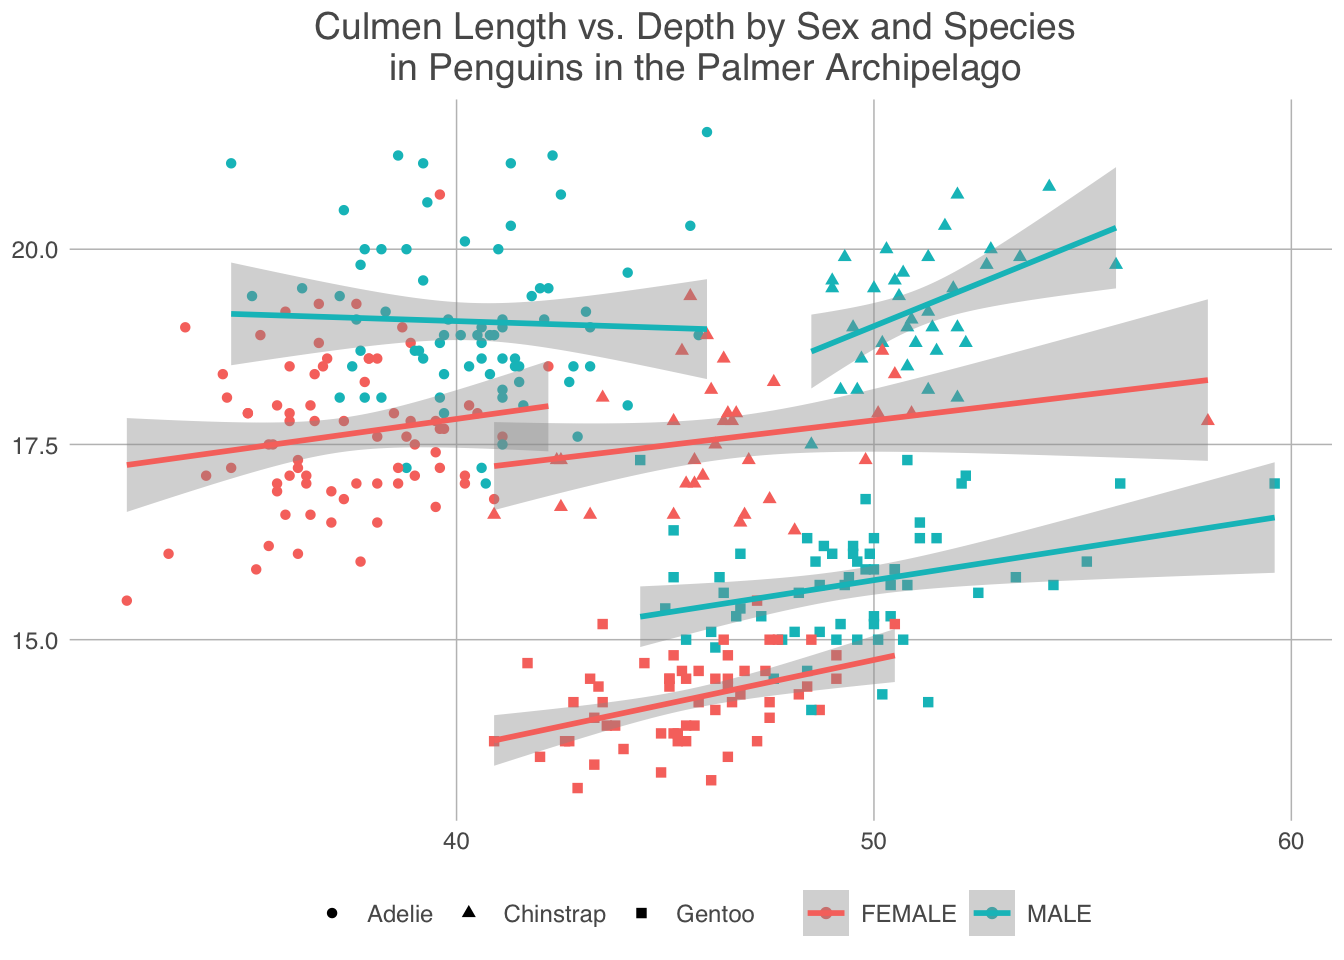 Culmen Length vs. Depth by Sex and Species
in Penguins in the Palmer Archipelago
20.0
17.5
15.0
40 50 60
Adelie Chinstrap Gentoo FEMALE MALE